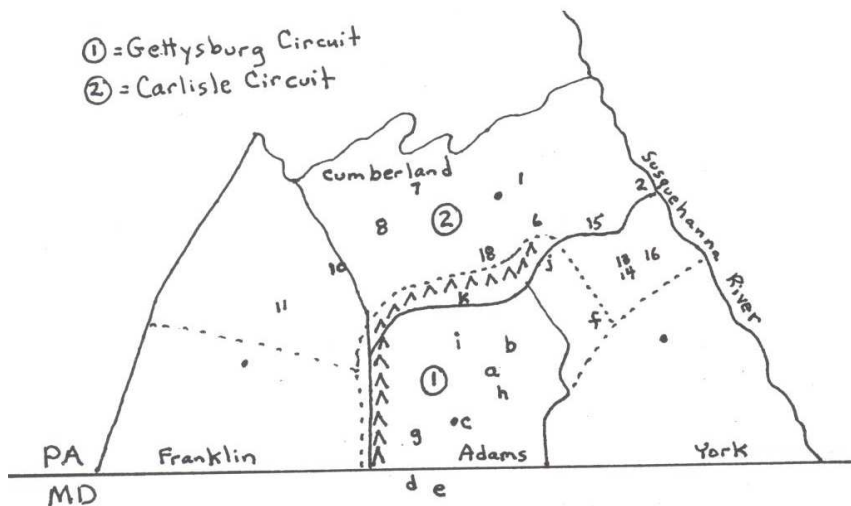 ① = Gettysburg Circuit
② = Carlisle Circuit
Cumberland
7
1
8
②
6
15
2
Susquehanna
River
10
18
j
13
14
16
11
k
f
i
b
①
a
h
c
g
PA
Franklin
Adams
York
MD
d e